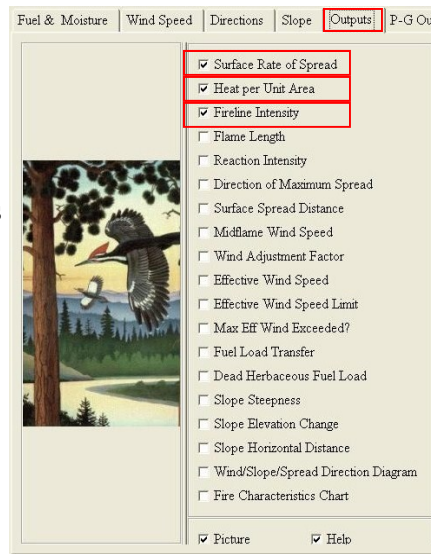 Fuel & Moisture Wind Speed Directions Slope Outputs P-G Ou
Surface Rate of Spread
Heat per Unit Area
Fireline Intensity
Flame Length
Reaction Intensity
Direction of Maximum Spread
Surface Spread Distance
Midflame Wind Speed
Wind Adjustment Factor
Effective Wind Speed
Effective Wind Speed Limit
Max Eff Wind Exceeded?
Fuel Load Transfer
Dead Herbaceous Fuel Load
Slope Steepness
Slope Elevation Change
Slope Horizontal Distance
Wind/Slope/Spread Direction Diagram
Fire Characteristics Chart
Picture Help